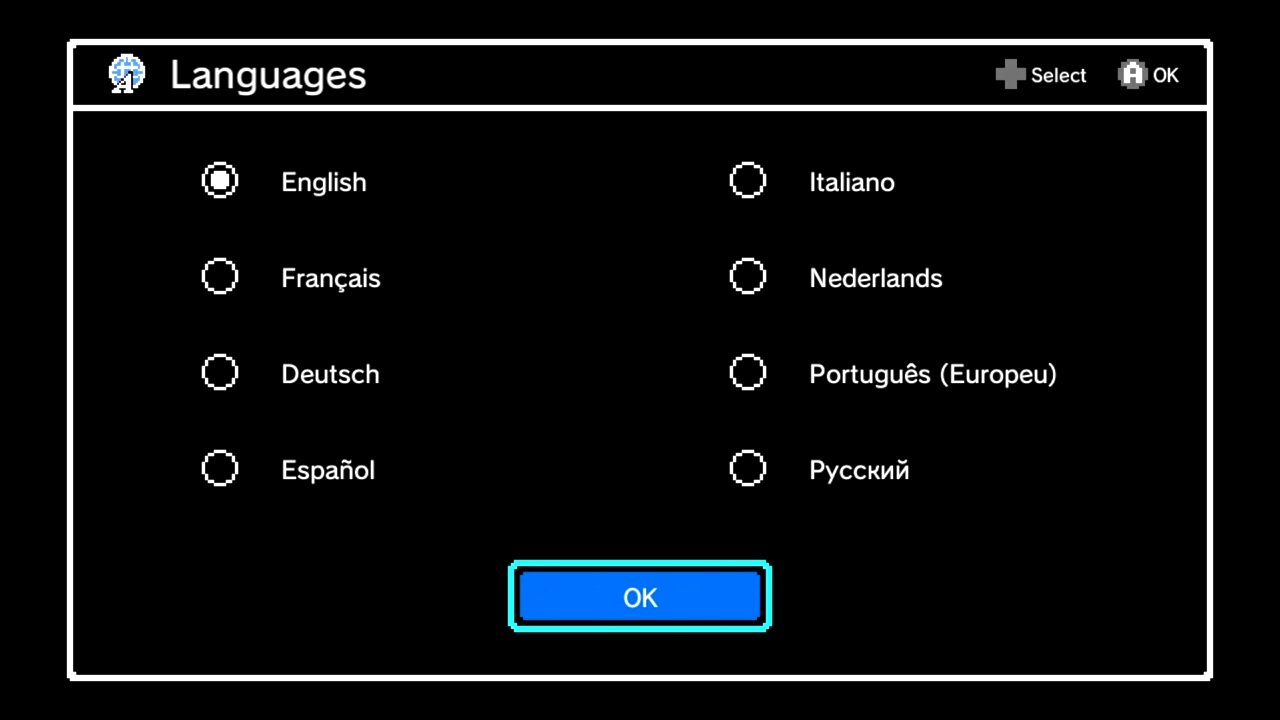 Languages
Select
A OK
English
Français
Deutsch
Español
Italiano
Nederlands
Português (Europeu)
Русский
OK